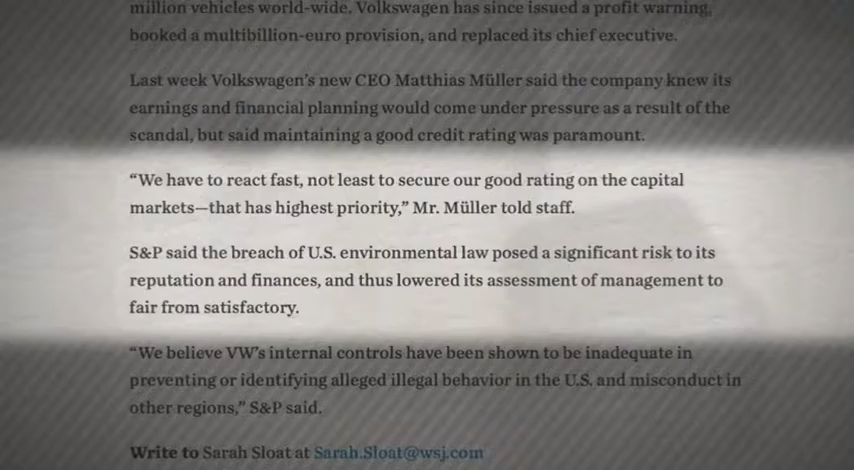 million vehicles world-wide. Volkswagen has since issued a profit warning,
booked a multibillion-euro provision, and replaced its chief executive.
Last week Volkswagen's new CEO Matthias Müller said the company knew its
earnings and financial planning would come under pressure as a result of the
scandal, but said maintaining a good credit rating was paramount.
“We have to react fast, not least to secure our good rating on the capital
markets—that has highest priority,” Mr. Müller told staff.
S&P said the breach of U.S. environmental law posed a significant risk to its
reputation and finances, and thus lowered its assessment of management to
fair from satisfactory.
“We believe VW's internal controls have been shown to be inadequate in
preventing or identifying alleged illegal behavior in the U.S. and misconduct in
other regions,” S&P said.
Write to Sarah Sloat at Sarah.Sloat@wsj.com